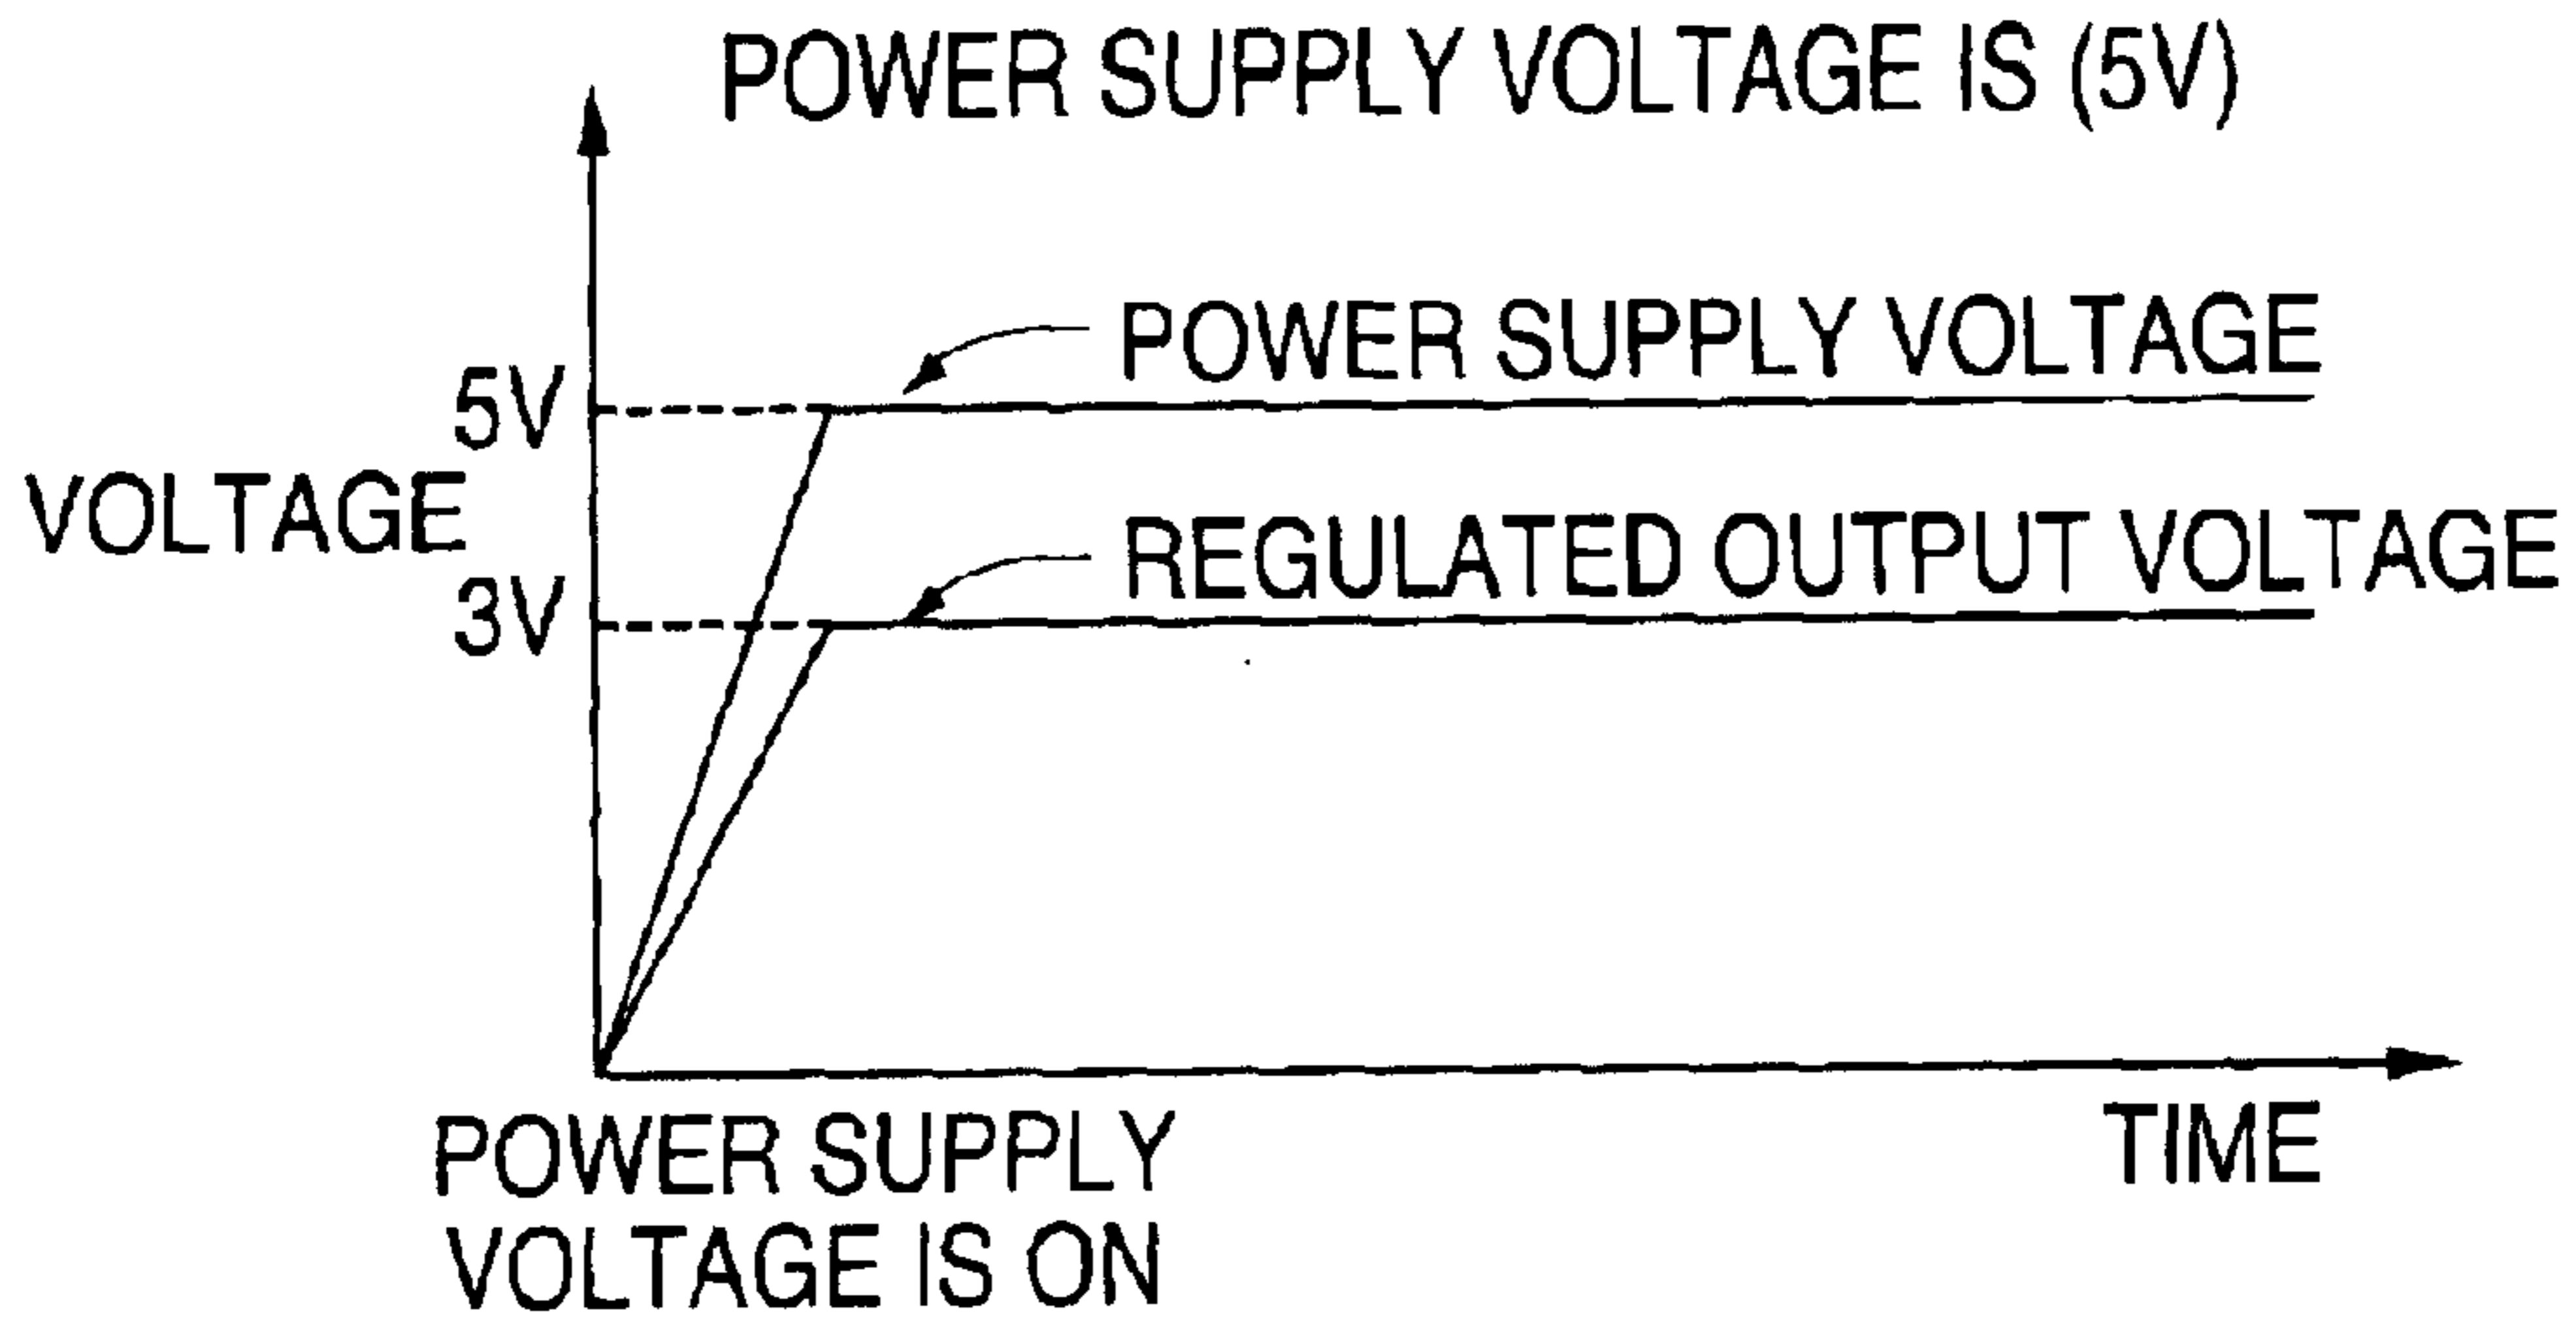 POWER SUPPLY VOLTAGE IS (5V)
POWER SUPPLY VOLTAGE
5V
VOLTAGE
REGULATED OUTPUT VOLTAGE
3V
POWER SUPPLY
VOLTAGE IS ON
TIME